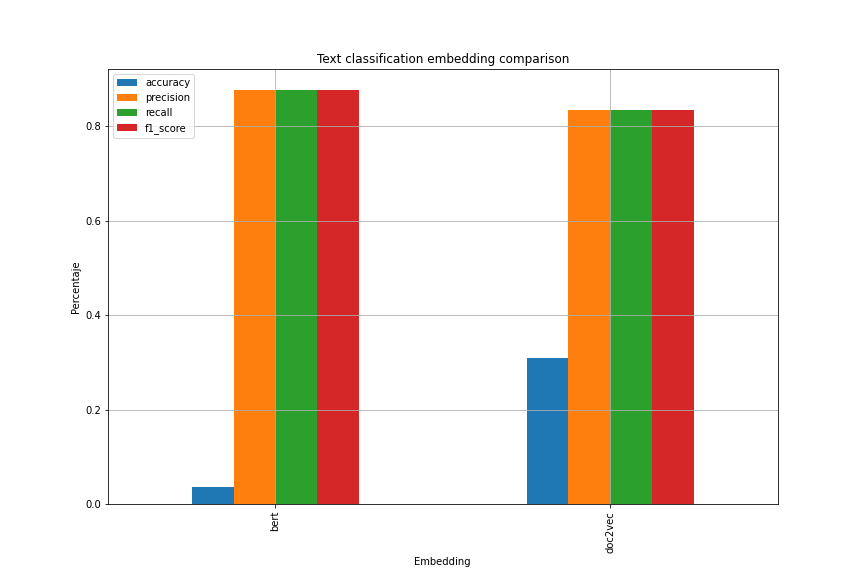 Text classification embedding comparison
accuracy
precision
recall
f1_score
0.8
0.6
0.4
0.2
0.0
Percentaje
bert
doc2vec
Embedding